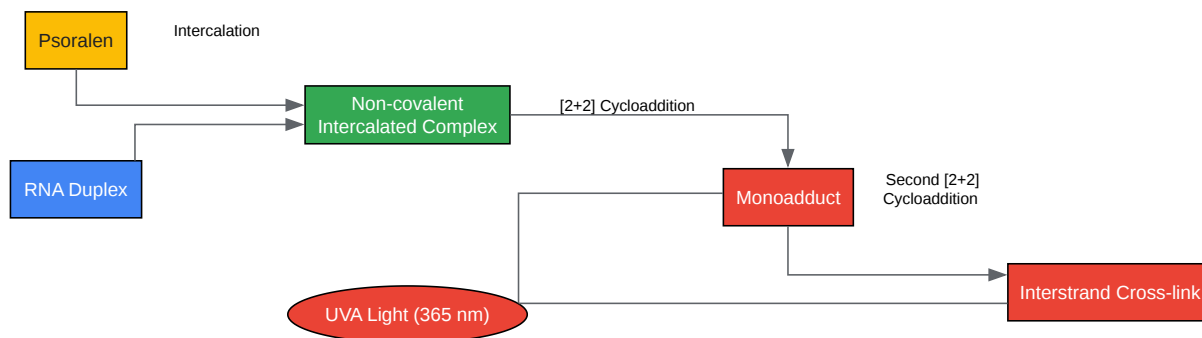 Psoralen
Intercalation
Non-covalent
Intercalated Complex
[2+2] Cycloaddition
RNA Duplex
Monoadduct
Second [2+2]
Cycloaddition
UVA Light (365 nm)
Interstrand Cross-link